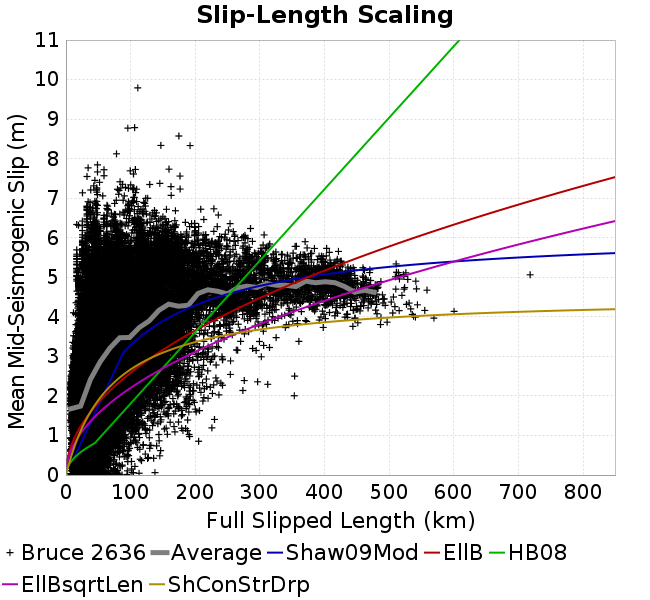 Slip-Length Scaling
11
10
9
8
7
6
5
4
3
2
1
0
Mean Mid-Seismogenic Slip (m)
0 100 200 300 400 500 600 700 800
Full Slipped Length (km)
Bruce 2636 Average Shaw09Mod EllB HB08
EllBsqrtLen ShConStrDrp